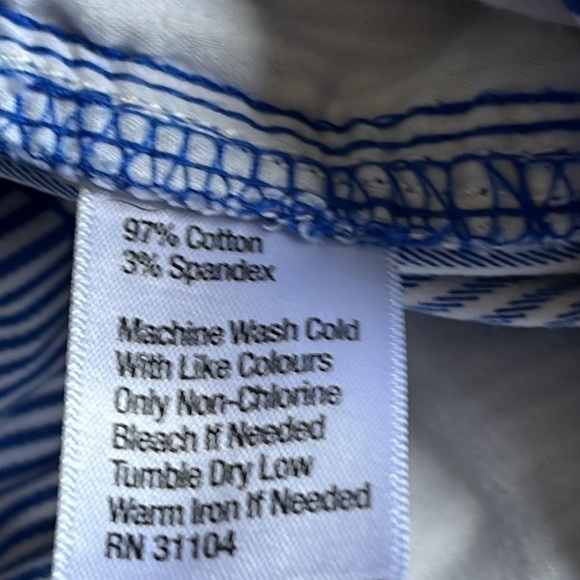 97% Cotton
3% Spandex
Machine Wash Cold
With Like Colours
Only Non-Chlorine
Bleach If Needed
Tumble Dry Low
Warm Iron If Needed
RN 31104